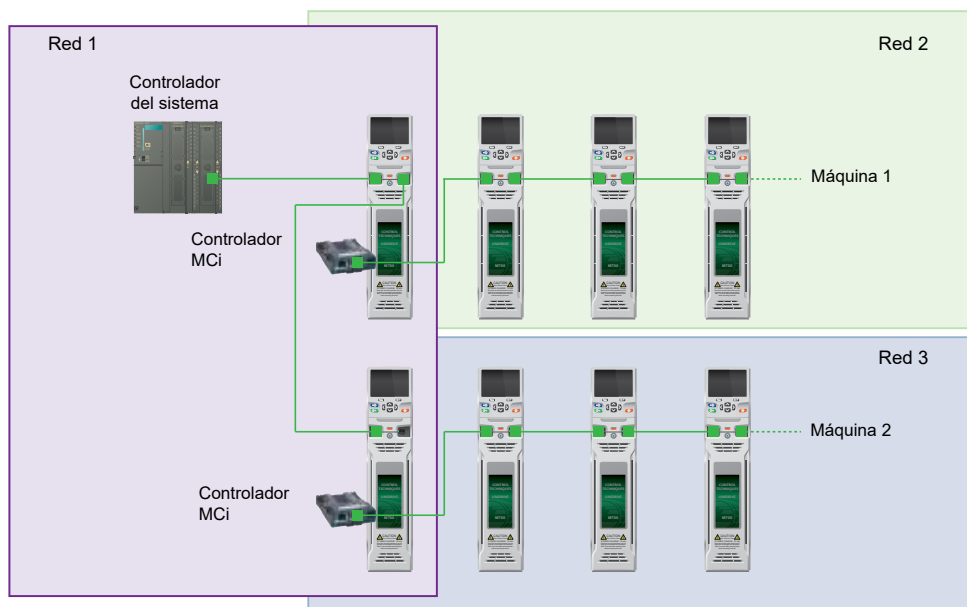 Red 1
Red 2
Controlador
del sistema
Máquina 1
Controlador
MCi
Red 3
Máquina 2
Controlador
MCi